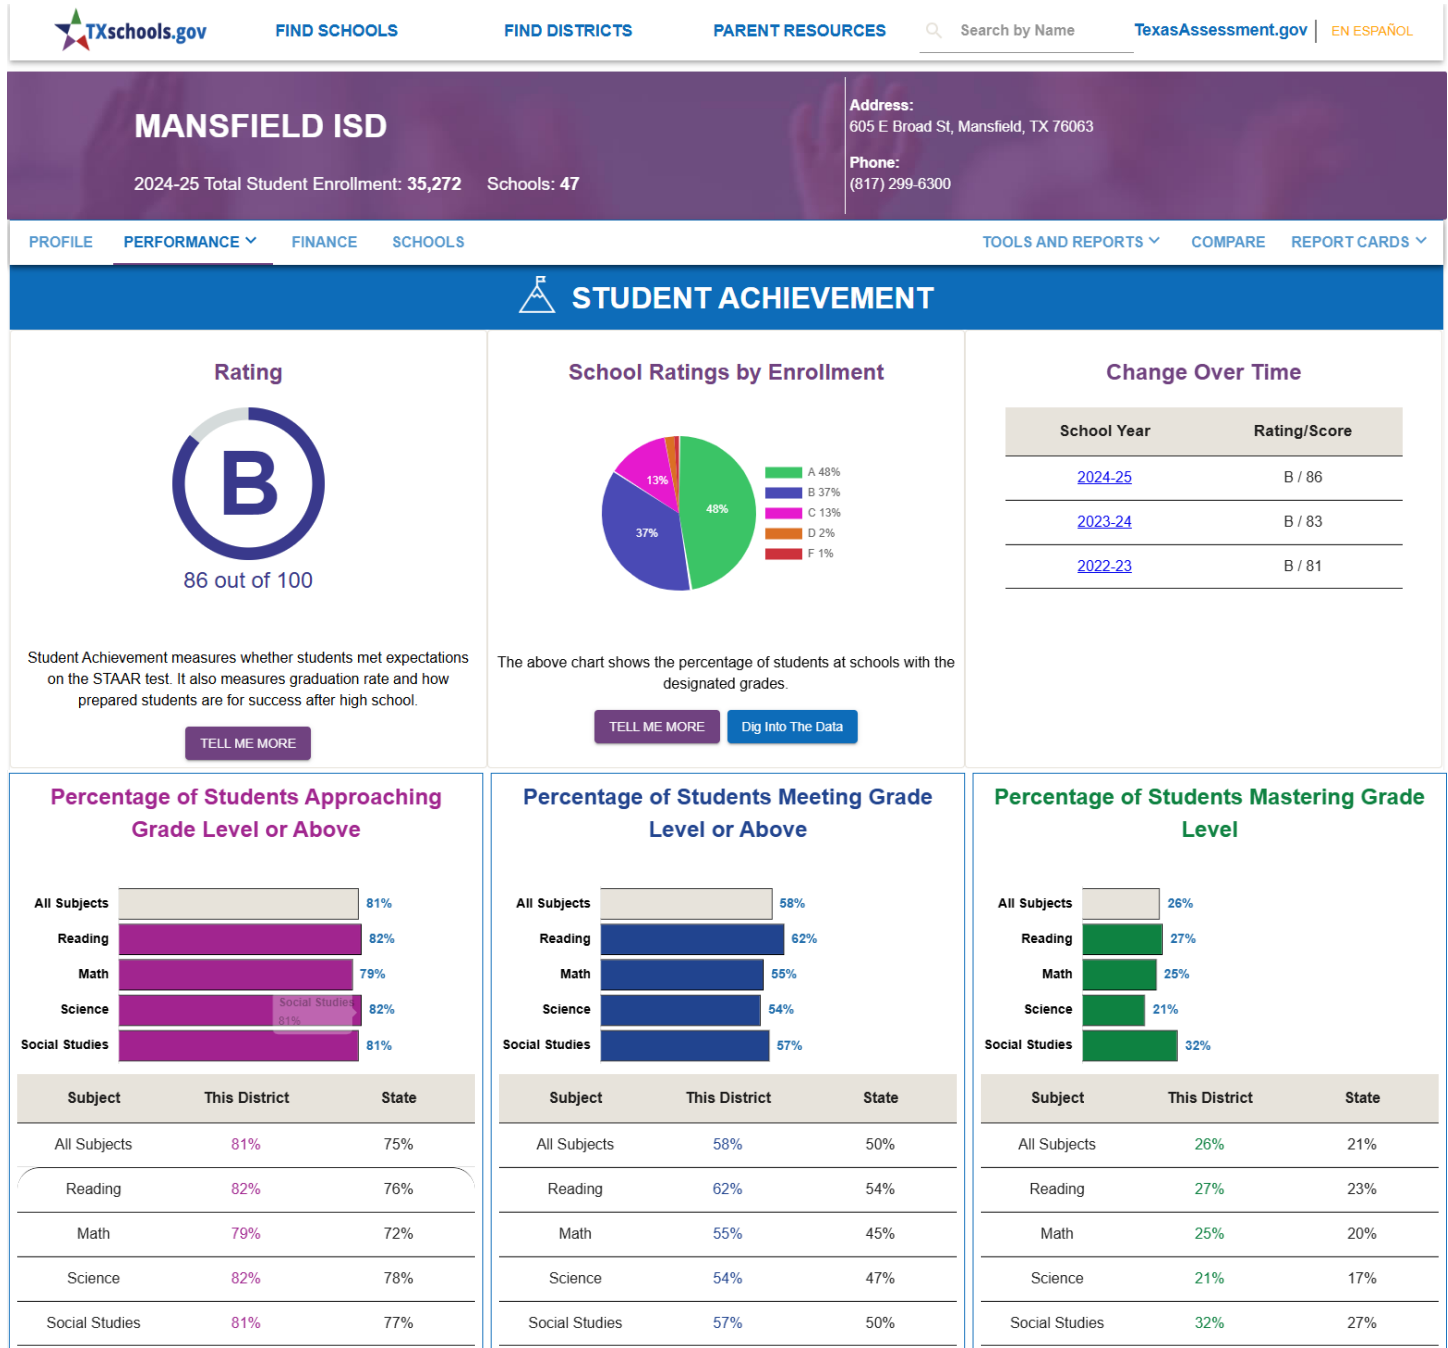 TXschools.gov
FIND SCHOOLS
FIND DISTRICTS
PARENT RESOURCES
Search by Name
TexasAssessment.gov
EN ESPAÑOL
MANSFIELD ISD
2024-25 Total Student Enrollment: 35,272 Schools: 47
Address:
605 E Broad St, Mansfield, TX 76063
Phone:
(817) 299-6300
PROFILE
PERFORMANCE
FINANCE
SCHOOLS
TOOLS AND REPORTS
COMPARE
REPORT CARDS
STUDENT ACHIEVEMENT
Rating
B
86 out of 100
Student Achievement measures whether students met expectations
on the STAAR test. It also measures graduation rate and how
prepared students are for success after high school.
TELL ME MORE
School Ratings by Enrollment
13%
48%
37%
A 48%
B 37%
C 13%
D 2%
F 1%
The above chart shows the percentage of students at schools with the
designated grades.
TELL ME MORE
Dig Into The Data
Change Over Time
School Year Rating/Score
2024-25 B / 86
2023-24 B / 83
2022-23 B / 81
Percentage of Students Approaching
Grade Level or Above
All Subjects 81%
Reading 82%
Math 79%
Science 82%
Social Studies
81%
Social Studies 81%
Subject This District State
All Subjects 81% 75%
Reading 82% 76%
Math 79% 72%
Science 82% 78%
Social Studies 81% 77%
Percentage of Students Meeting Grade
Level or Above
All Subjects 58%
Reading 62%
Math 55%
Science 54%
Social Studies 57%
Subject This District State
All Subjects 58% 50%
Reading 62% 54%
Math 55% 45%
Science 54% 47%
Social Studies 57% 50%
Percentage of Students Mastering Grade
Level
All Subjects 26%
Reading 27%
Math 25%
Science 21%
Social Studies 32%
Subject This District State
All Subjects 26% 21%
Reading 27% 23%
Math 25% 20%
Science 21% 17%
Social Studies 32% 27%